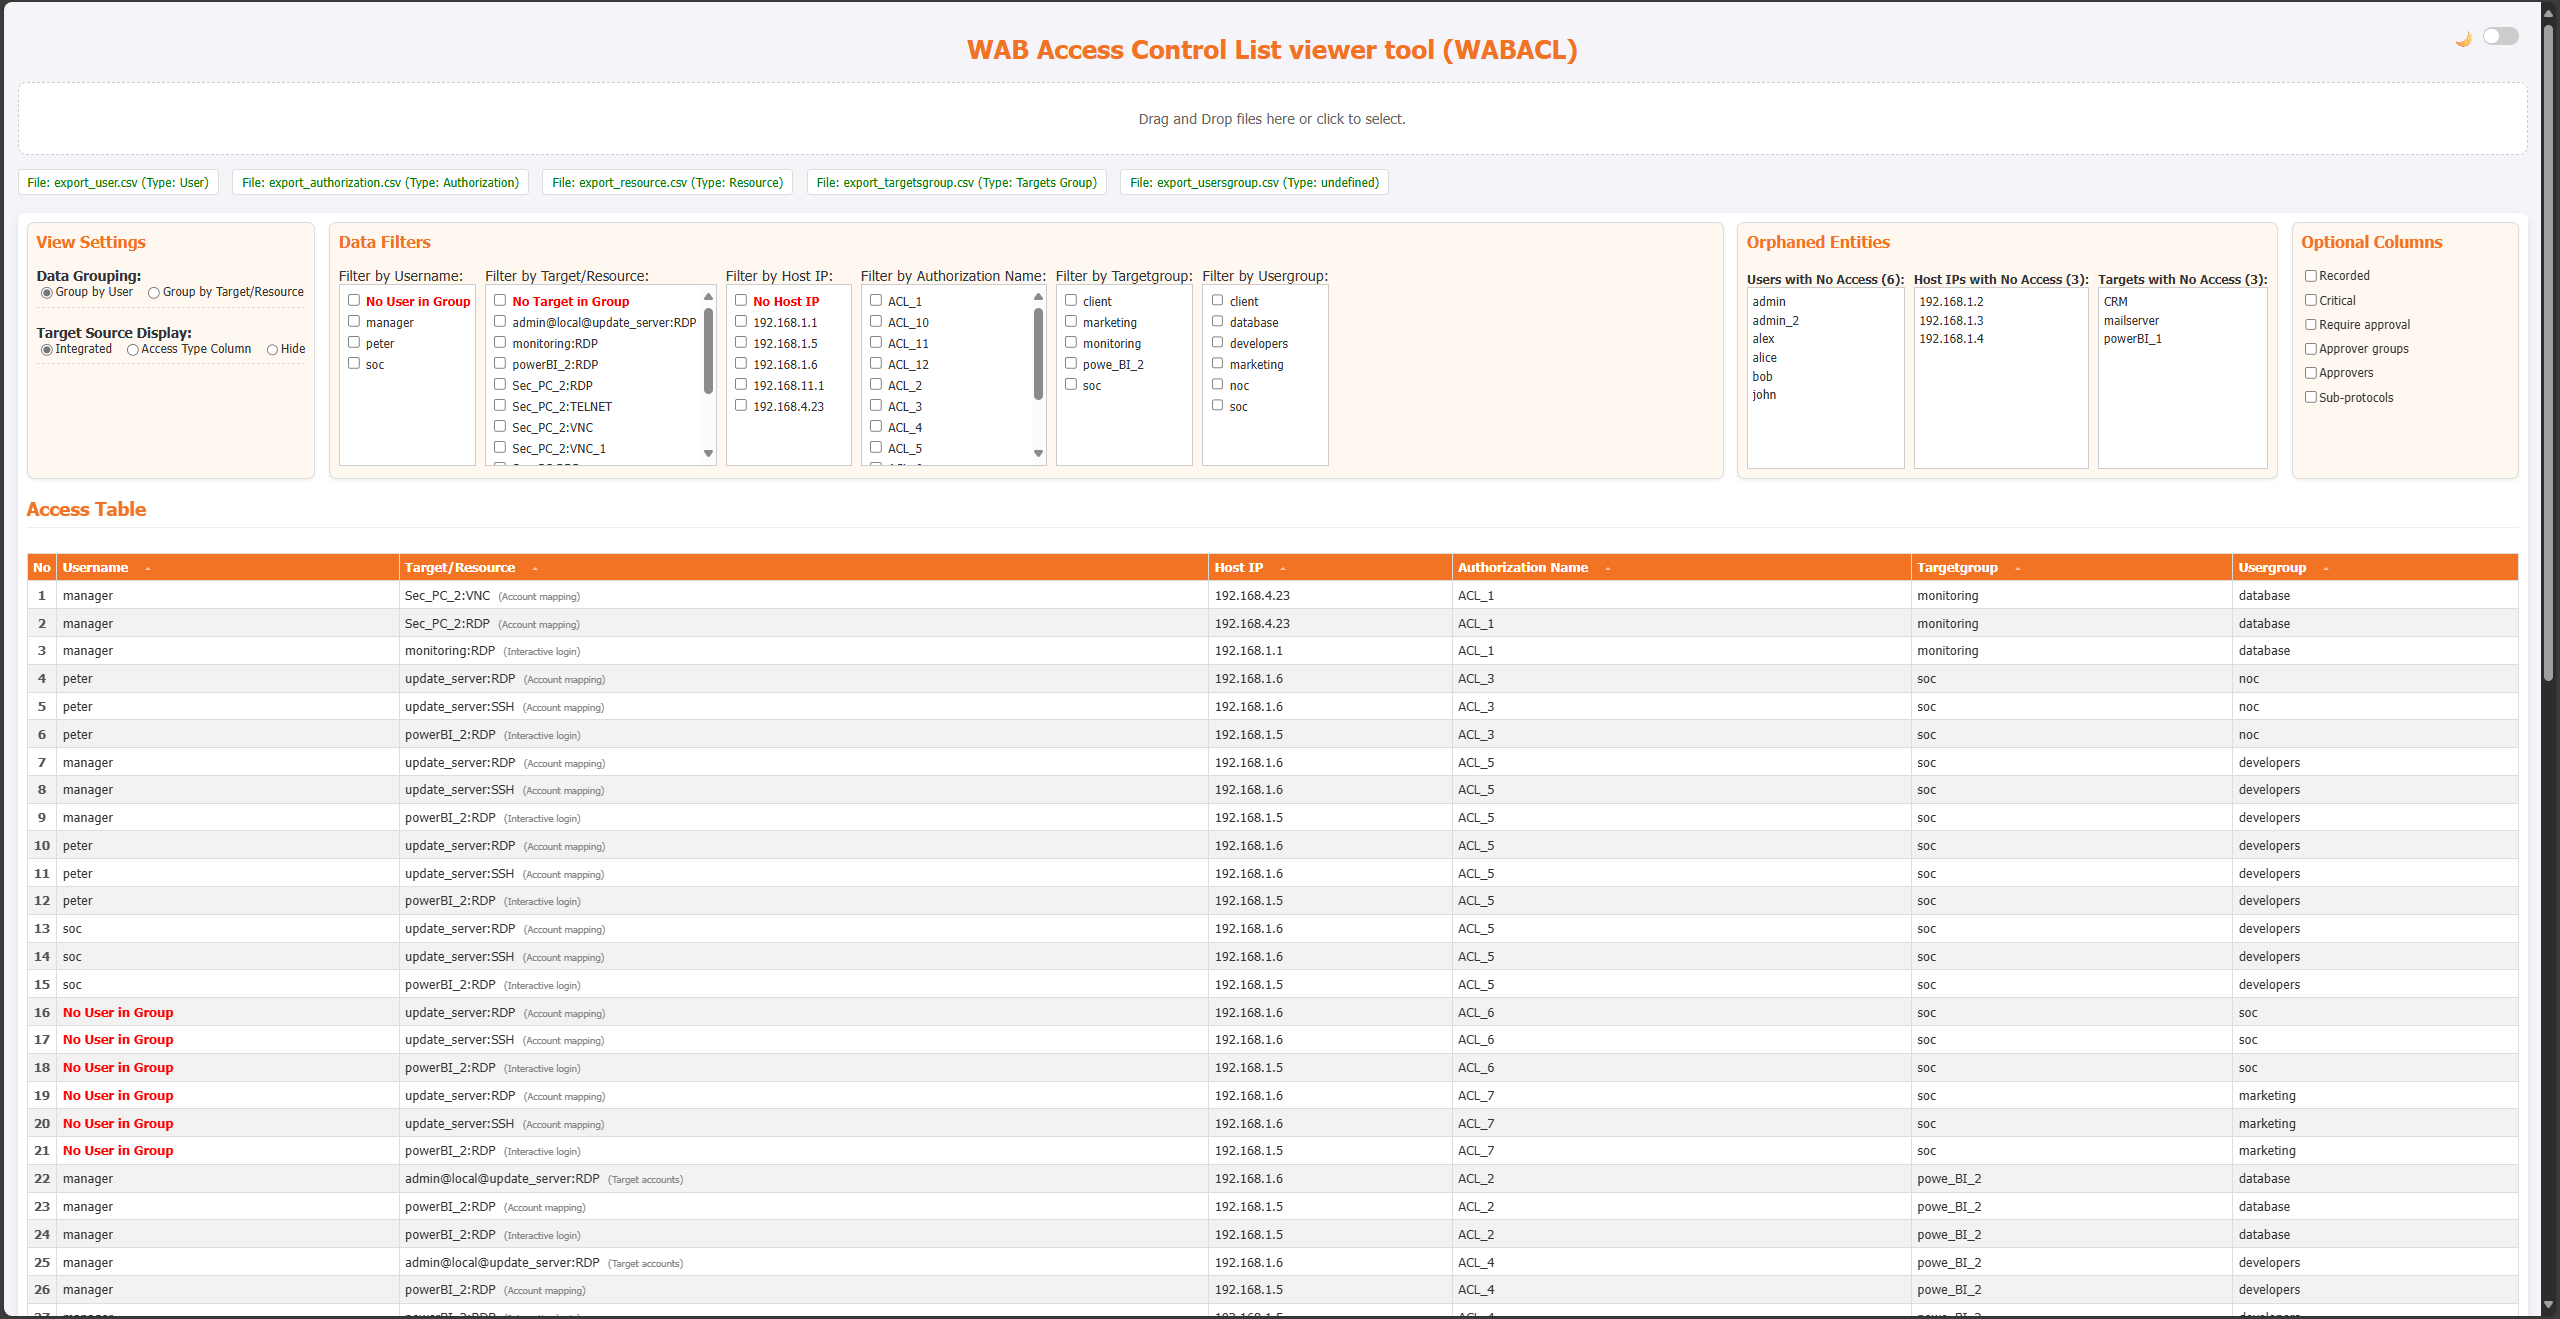 WAB Access Control List viewer tool (WABACL)
Drag and Drop files here or click to select.
File: export_user.csv (Type: User) File: export_authorization.csv (Type: Authorization) File: export_resource.csv (Type: Resource) File: export_targetsgroup.csv (Type: Targets Group) File: export_usersgroup.csv (Type: undefined)
View Settings
Data Grouping:
Group by User Group by Target/Resource
Target Source Display:
Integrated Access Type Column Hide
Data Filters
Filter by Username:
No User in Group
manager
peter
soc
Filter by Target/Resource:
No Target in Group
admin@local@update_server:RDP
monitoring:RDP
powerBI_2:RDP
Sec_PC_2:RDP
Sec_PC_2:TELNET
Sec_PC_2:VNC
Sec_PC_2:VNC_1
Filter by Host IP:
No Host IP
192.168.1.1
192.168.1.5
192.168.1.6
192.168.11.1
192.168.4.23
Filter by Authorization Name:
ACL_1
ACL_10
ACL_11
ACL_12
ACL_2
ACL_3
ACL_4
ACL_5
Filter by Targetgroup:
client
marketing
monitoring
powe_BI_2
soc
Filter by Usergroup:
client
database
developers
marketing
noc
soc
Orphaned Entities
Users with No Access (6):
admin
admin_2
alex
alice
bob
john
Host IPs with No Access (3):
192.168.1.2
192.168.1.3
192.168.1.4
Targets with No Access (3):
CRM
mailserver
powerBI_1
Optional Columns
Recorded
Critical
Require approval
Approver groups
Approvers
Sub-protocols
Access Table
No Username Target/Resource Host IP Authorization Name Targetgroup Usergroup
1 manager Sec_PC_2:VNC (Account mapping) 192.168.4.23 ACL_1 monitoring database
2 manager Sec_PC_2:RDP (Account mapping) 192.168.4.23 ACL_1 monitoring database
3 manager monitoring:RDP (Interactive login) 192.168.1.1 ACL_1 monitoring database
4 peter update_server:RDP (Account mapping) 192.168.1.6 ACL_3 soc noc
5 peter update_server:SSH (Account mapping) 192.168.1.6 ACL_3 soc noc
6 peter powerBI_2:RDP (Interactive login) 192.168.1.5 ACL_3 soc noc
7 manager update_server:RDP (Account mapping) 192.168.1.6 ACL_5 soc developers
8 manager update_server:SSH (Account mapping) 192.168.1.6 ACL_5 soc developers
9 manager powerBI_2:RDP (Interactive login) 192.168.1.5 ACL_5 soc developers
10 peter update_server:RDP (Account mapping) 192.168.1.6 ACL_5 soc developers
11 peter update_server:SSH (Account mapping) 192.168.1.6 ACL_5 soc developers
12 peter powerBI_2:RDP (Interactive login) 192.168.1.5 ACL_5 soc developers
13 soc update_server:RDP (Account mapping) 192.168.1.6 ACL_5 soc developers
14 soc update_server:SSH (Account mapping) 192.168.1.6 ACL_5 soc developers
15 soc powerBI_2:RDP (Interactive login) 192.168.1.5 ACL_5 soc developers
16 No User in Group update_server:RDP (Account mapping) 192.168.1.6 ACL_6 soc soc
17 No User in Group update_server:SSH (Account mapping) 192.168.1.6 ACL_6 soc soc
18 No User in Group powerBI_2:RDP (Interactive login) 192.168.1.5 ACL_6 soc soc
19 No User in Group update_server:RDP (Account mapping) 192.168.1.6 ACL_7 soc marketing
20 No User in Group update_server:SSH (Account mapping) 192.168.1.6 ACL_7 soc marketing
21 No User in Group powerBI_2:RDP (Interactive login) 192.168.1.5 ACL_7 soc marketing
22 manager admin@local@update_server:RDP (Target accounts) 192.168.1.6 ACL_2 powe_BI_2 database
23 manager powerBI_2:RDP (Account mapping) 192.168.1.5 ACL_2 powe_BI_2 database
24 manager powerBI_2:RDP (Interactive login) 192.168.1.5 ACL_2 powe_BI_2 database
25 manager admin@local@update_server:RDP (Target accounts) 192.168.1.6 ACL_4 powe_BI_2 developers
26 manager powerBI_2:RDP (Account mapping) 192.168.1.5 ACL_4 powe_BI_2 developers